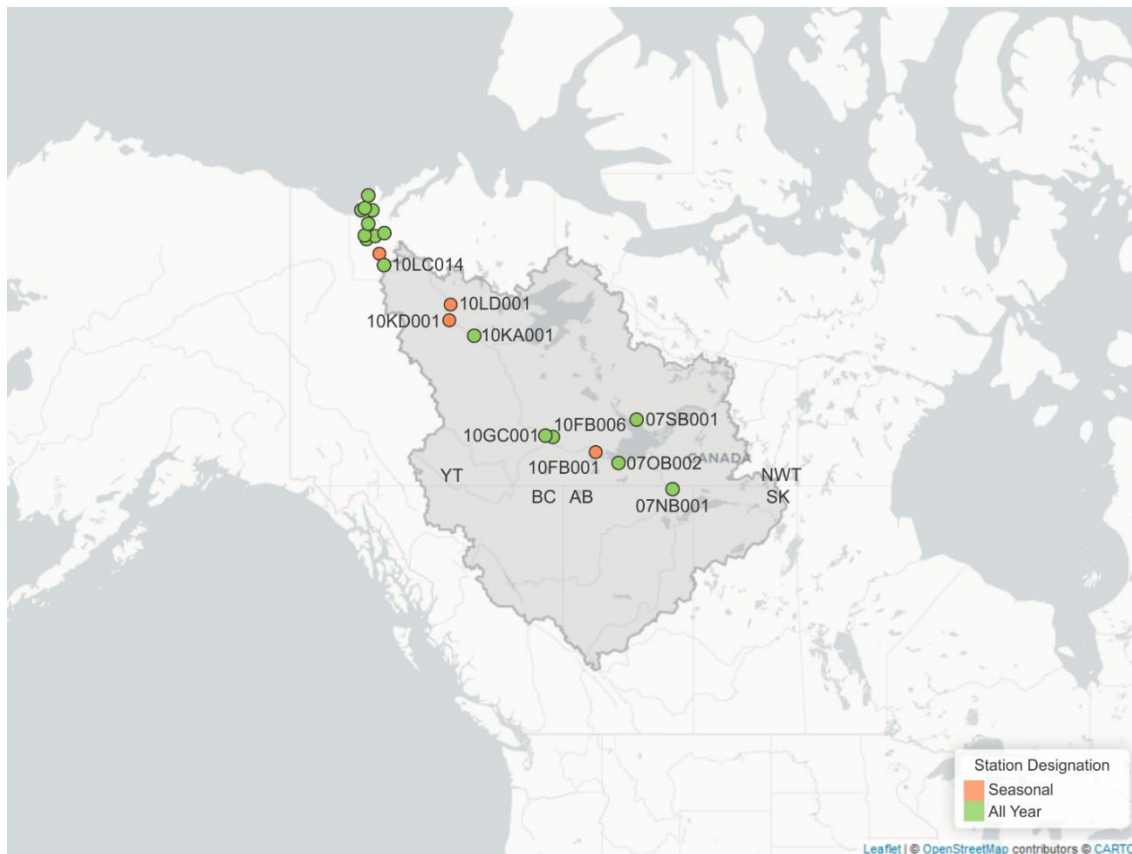 10LC014
10LD001
10KD001
10KA001
07SB001
10FB006
10GC001
10FB001
CANADA
07OB002
YT
NWT
BC AB
SK
07NB001
Station Designation
Seasonal
All Year
Leaflet | © OpenStreetMap contributors © CARTO